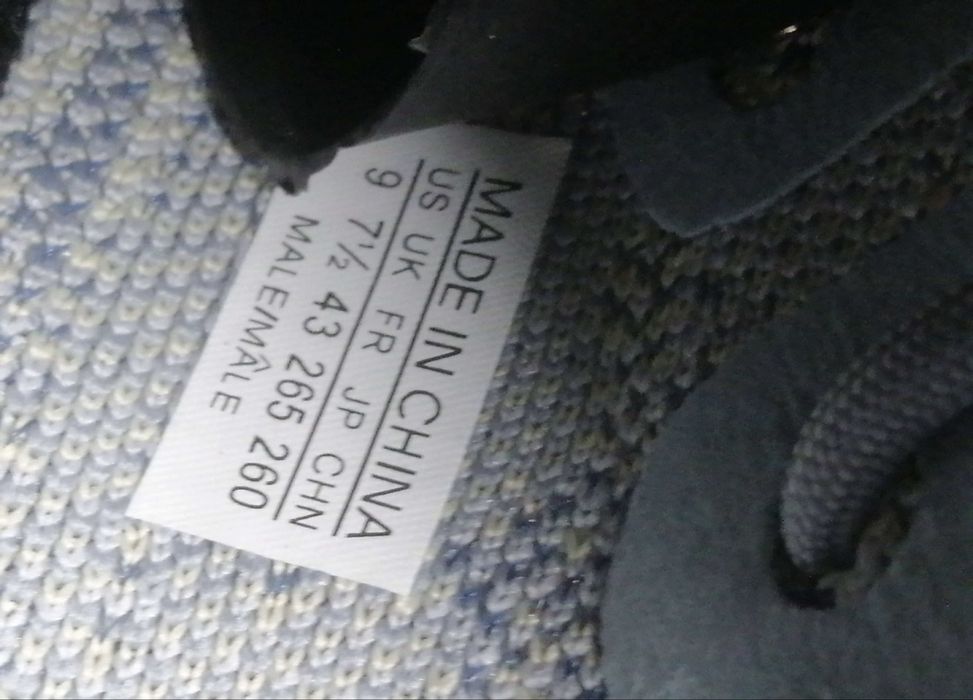 MADE IN CHINA
US UK FR JP CHN
9 7½ 43 265 260
MALE/MÂLE